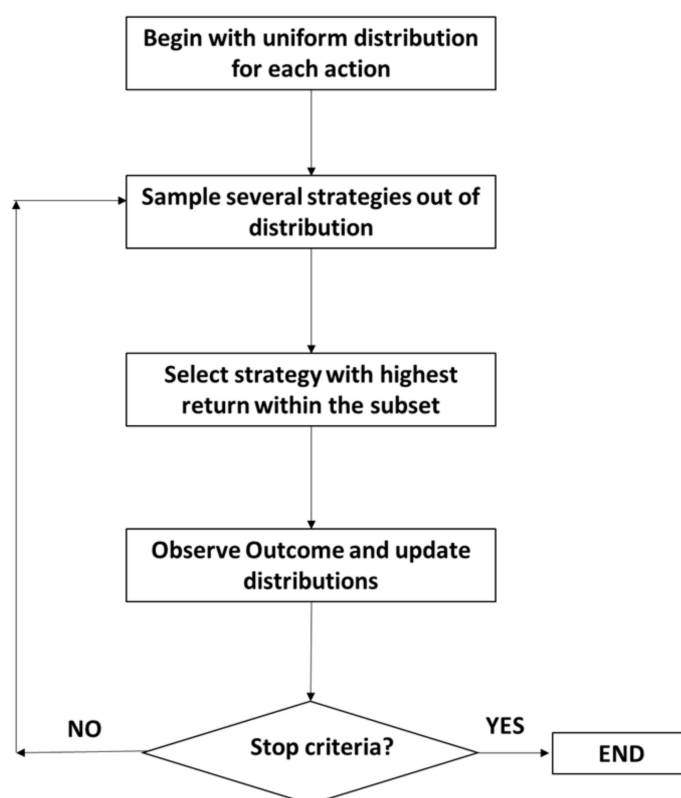 Begin with uniform distribution
for each action
Sample several strategies out of
distribution
Select strategy with highest
return within the subset
Observe Outcome and update
distributions
Stop criteria?
NO
YES
END